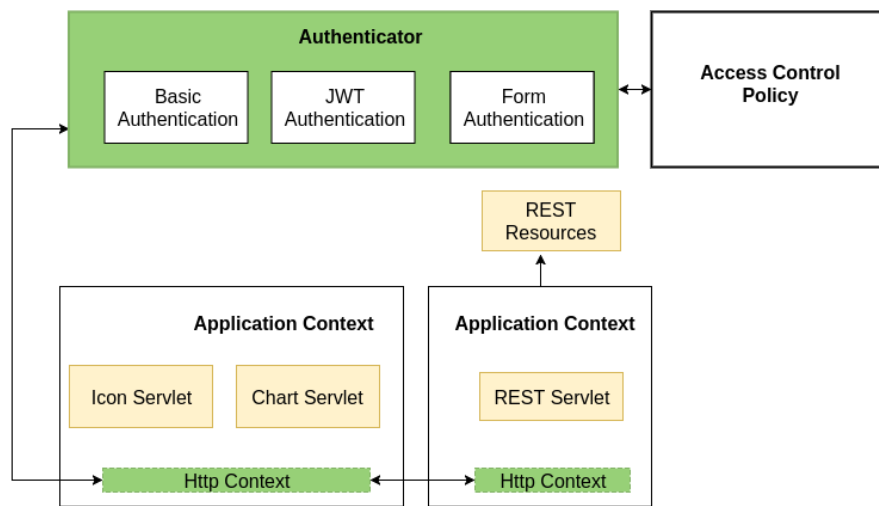 Authenticator
Basic
Authentication
JWT
Authentication
Form
Authentication
Access Control
Policy
REST
Resources
Application Context
Icon Servlet
Chart Servlet
Http Context
Application Context
REST Servlet
Http Context